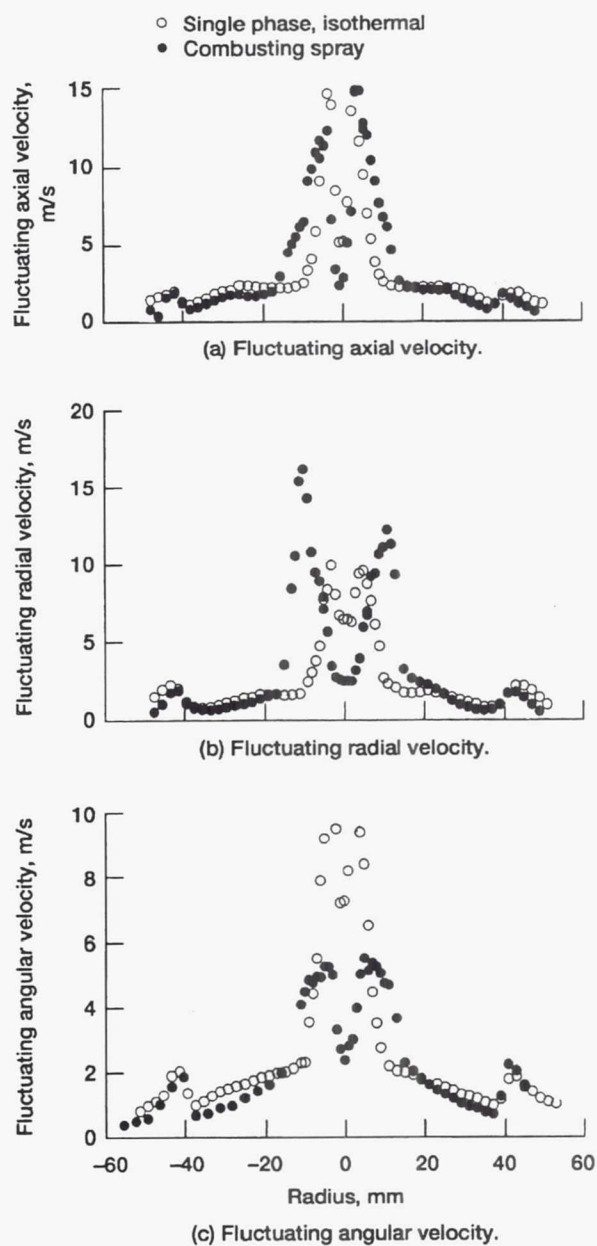 Single phase, isothermal
Combusting spray
Fluctuating axial velocity,
m/s
15
10
5
0
(a) Fluctuating axial velocity.
Fluctuating radial velocity, m/s
20
15
10
5
0
(b) Fluctuating radial velocity.
Fluctuating angular velocity, m/s
10
8
6
4
2
0
−60 −40 −20 0 20 40 60
Radius, mm
(c) Fluctuating angular velocity.